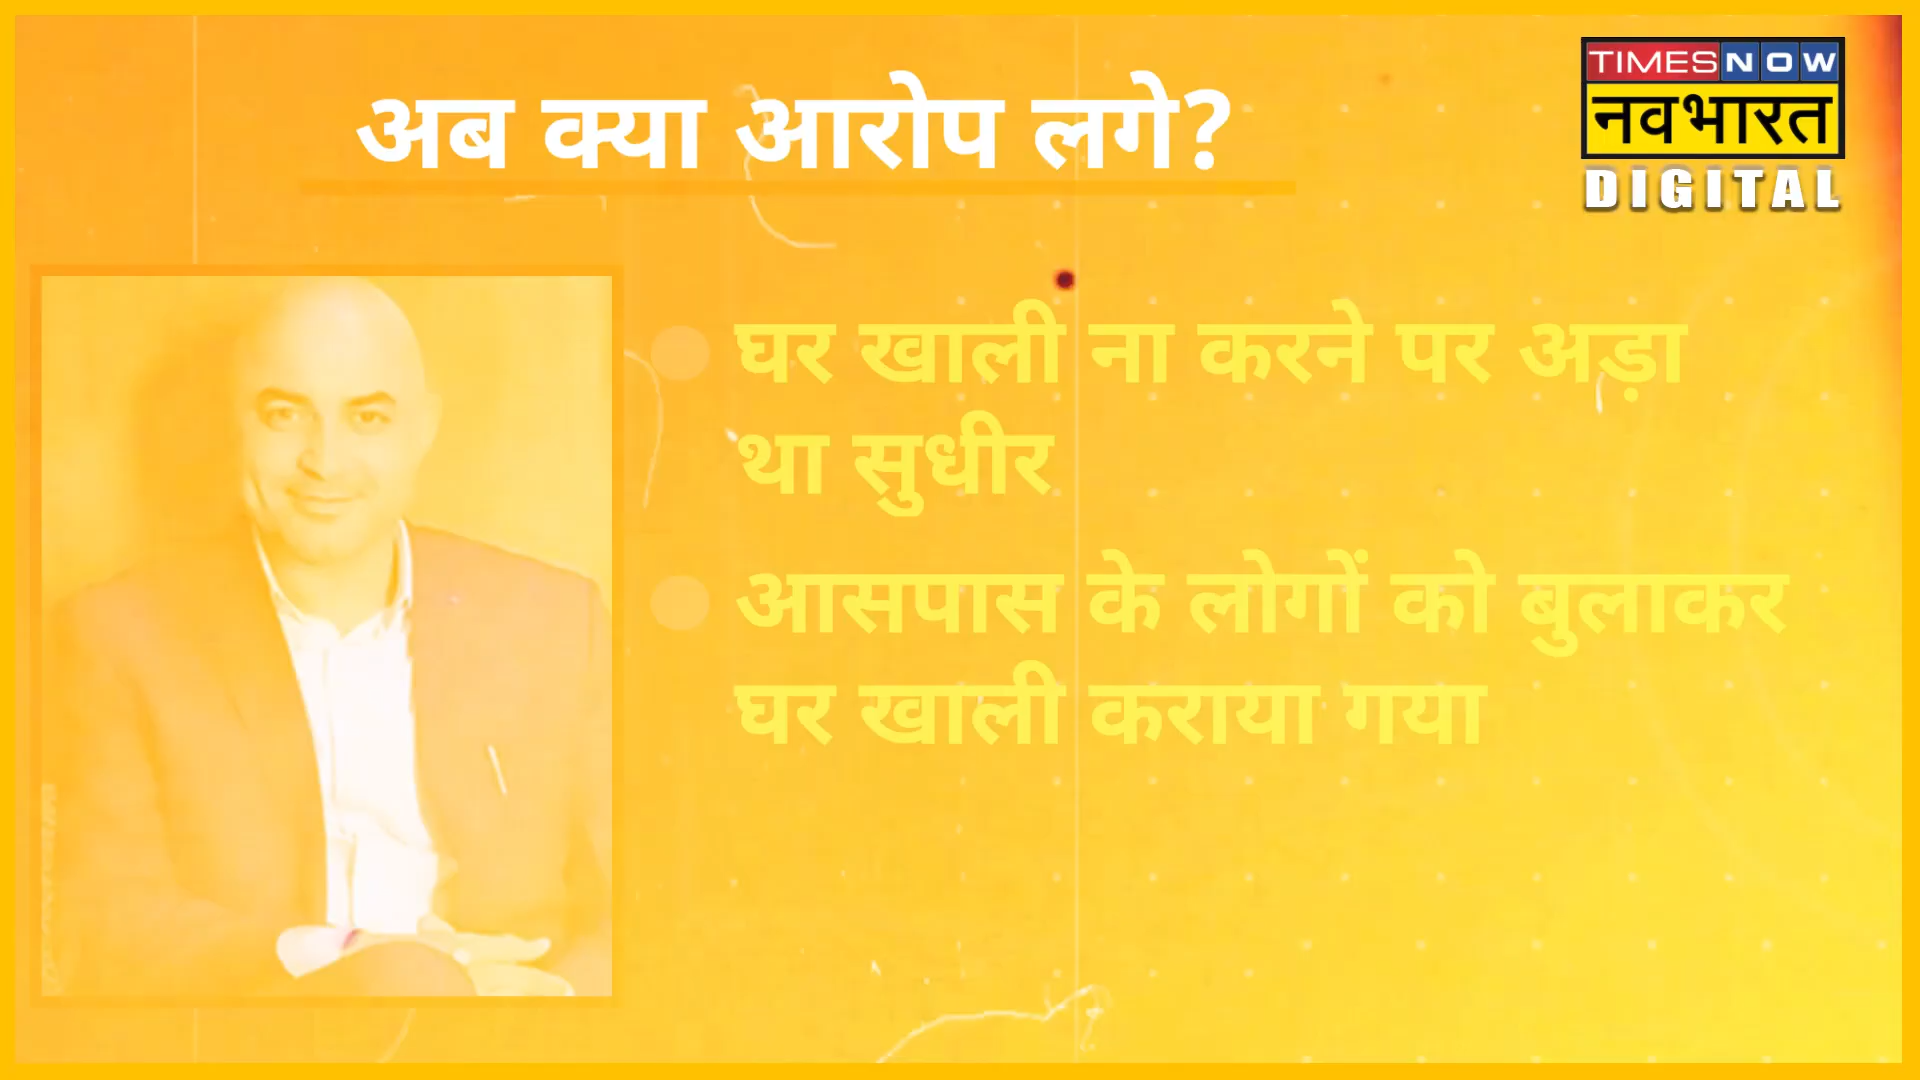 अब क्या आरोप लगे?
TIMES NOW
नवभारत
DIGITAL
घर खाली ना करने पर अड़ा
था सुधीर
आसपास के लोगों को बुलाकर
घर खाली कराया गया